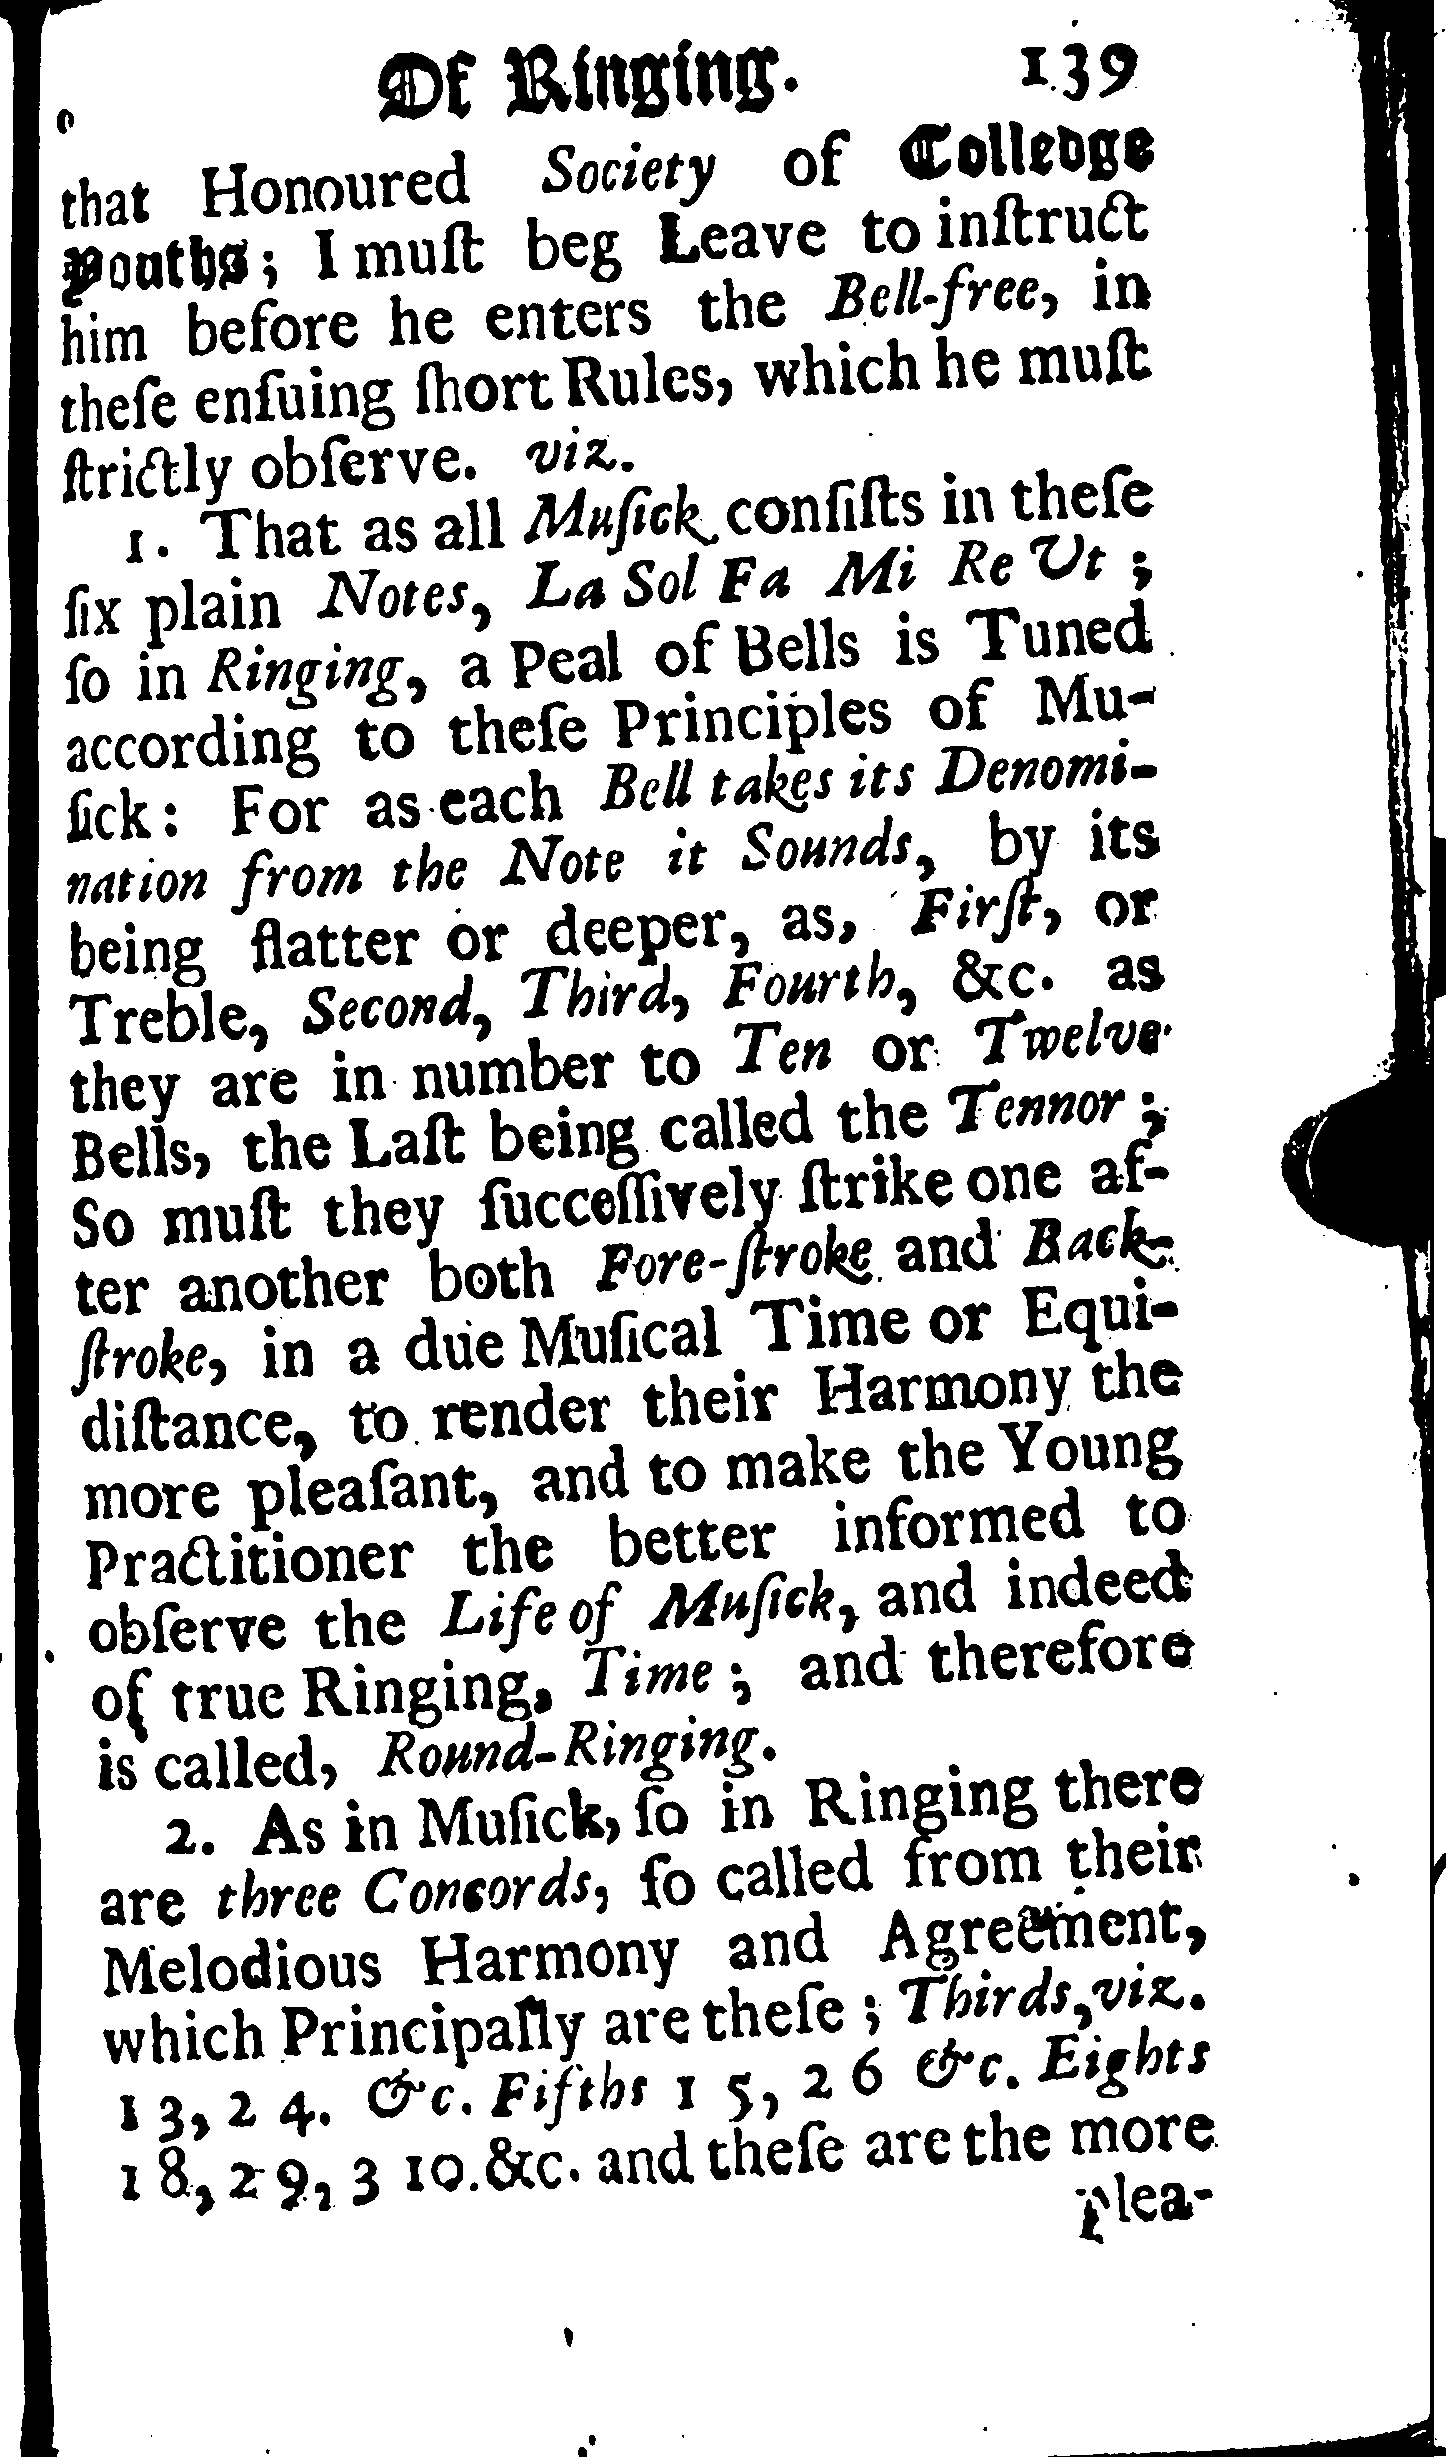 Of Ringing. 139
that Honoured Society of Colledge
Youths; I muſt beg Leave to inſtruct
him before he enters the Bell-free, in
theſe enſuing ſhort Rules, which he muſt
ſtrictly obſerve. viz.
1. That as all Muſick conſiſts in theſe
ſix plain Notes, La Sol Fa Mi Re Ut;
ſo in Ringing, a Peal of Bells is Tuned
according to theſe Principles of Mu-
ſick: For as each Bell takes its Denomi-
nation from the Note it Sounds, by its
being flatter or deeper, as, Firſt, or
Treble, Second, Third, Fourth, &c. as
they are in number to Ten or Twelve
Bells, the Laſt being called the Tennor;
So muſt they ſucceſſively ſtrike one af-
ter another both Fore-ſtroke and Back-
ſtroke, in a due Muſical Time or Equi-
diſtance, to render their Harmony the
more pleaſant, and to make the Young
Practitioner the better informed to
obſerve the Life of Muſick, and indeed
of true Ringing, Time; and therefore
is called, Round-Ringing.
2. As in Muſick, ſo in Ringing there
are three Concords, ſo called from their
Melodious Harmony and Agreement,
which Principally are theſe; Thirds, viz.
1 3, 2 4. &c. Fifths 1 5, 2 6 &c. Eights
1 8, 2 9, 3 10. &c. and theſe are the more
plea-